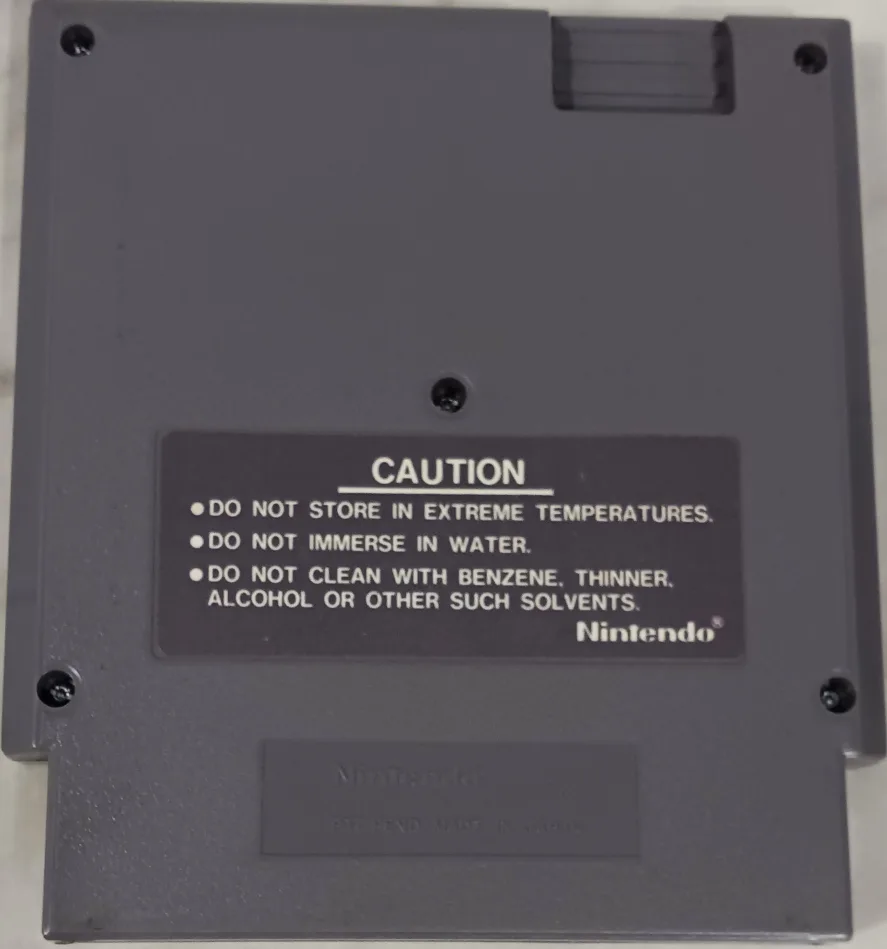 CAUTION
●DO NOT STORE IN EXTREME TEMPERATURES.
●DO NOT IMMERSE IN WATER.
●DO NOT CLEAN WITH BENZENE, THINNER,
ALCOHOL OR OTHER SUCH SOLVENTS.
Nintendo®
Nintendo